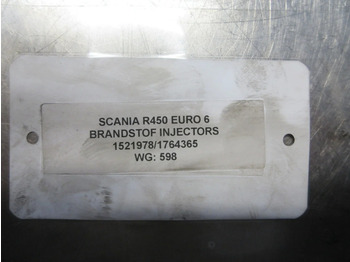 SCANIA R450 EURO 6
BRANDSTOF INJECTORS
1521978/1764365
WG: 598